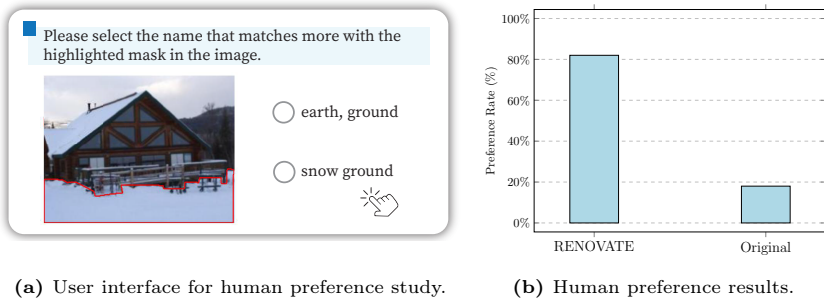 Please select the name that matches more with the
highlighted mask in the image.
earth, ground
snow ground
(a) User interface for human preference study.
100%
80%
60%
40%
20%
0%
Preference Rate (%)
RENOVATE
Original
(b) Human preference results.